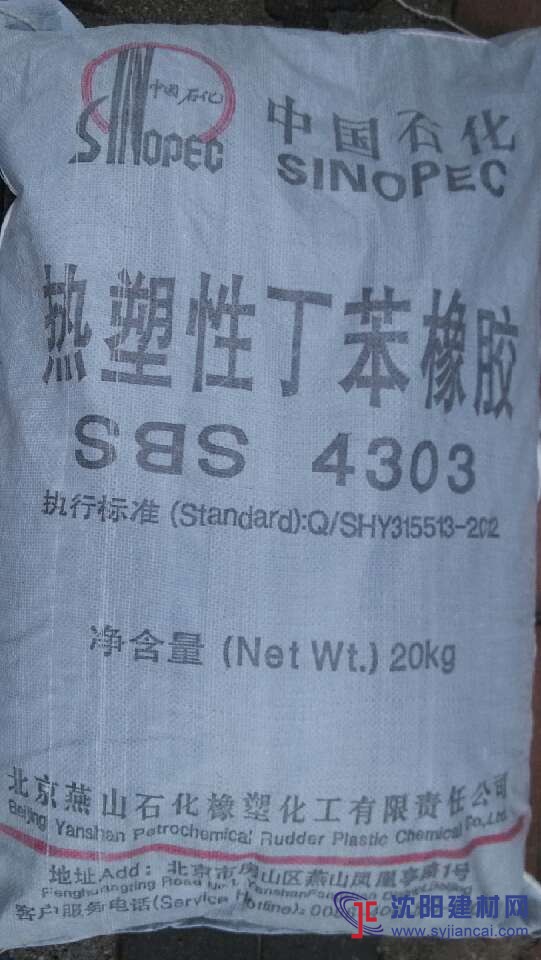 中国石化
SINOPEC
中国石化
SINOPEC
热塑性丁苯橡胶
SBS 4303
执行标准 (Standard):Q/SHY315513-2012
净含量 (Net Wt.) 20kg
北京燕山石化橡塑化工有限责任公司
Beijing Yanshan Petrochemical Rudder Plastic Chemical Co.,Ltd.
地址Add: 北京市房山区燕山凤凰亭路1号
Road
客户服务电话(Service Hotline):
沈阳建材网
www.syjiancai.com